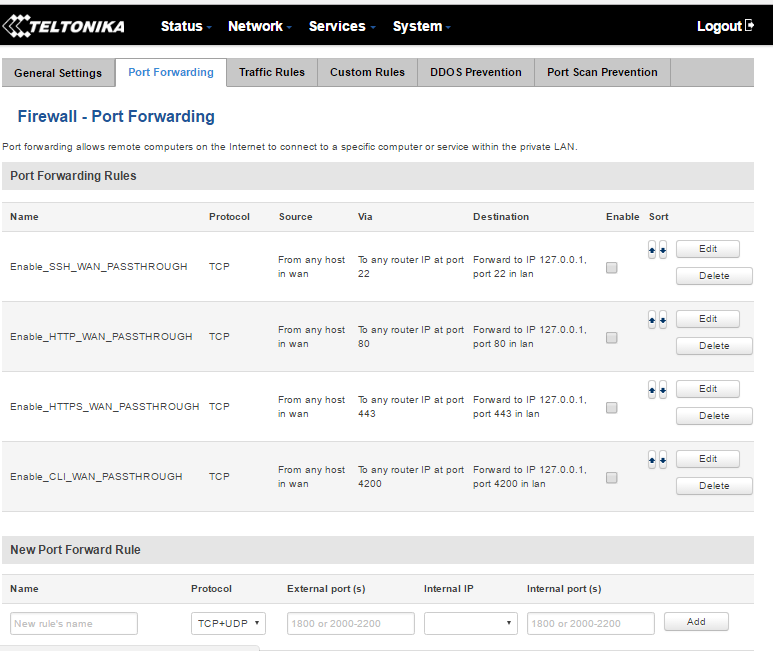 TELTONIKA Status Network Services System Logout
General Settings Port Forwarding Traffic Rules Custom Rules DDOS Prevention Port Scan Prevention
Firewall - Port Forwarding
Port forwarding allows remote computers on the Internet to connect to a specific computer or service within the private LAN.
Port Forwarding Rules
Name Protocol Source Via Destination Enable Sort
Enable_SSH_WAN_PASSTHROUGH TCP From any host in wan To any router IP at port 22 Forward to IP 127.0.0.1, port 22 in lan Edit
Delete
Enable_HTTP_WAN_PASSTHROUGH TCP From any host in wan To any router IP at port 80 Forward to IP 127.0.0.1, port 80 in lan Edit
Delete
Enable_HTTPS_WAN_PASSTHROUGH TCP From any host in wan To any router IP at port 443 Forward to IP 127.0.0.1, port 443 in lan Edit
Delete
Enable_CLI_WAN_PASSTHROUGH TCP From any host in wan To any router IP at port 4200 Forward to IP 127.0.0.1, port 4200 in lan Edit
Delete
New Port Forward Rule
Name Protocol External port (s) Internal IP Internal port (s)
New rule's name TCP+UDP 1800 or 2000-2200 1800 or 2000-2200 Add